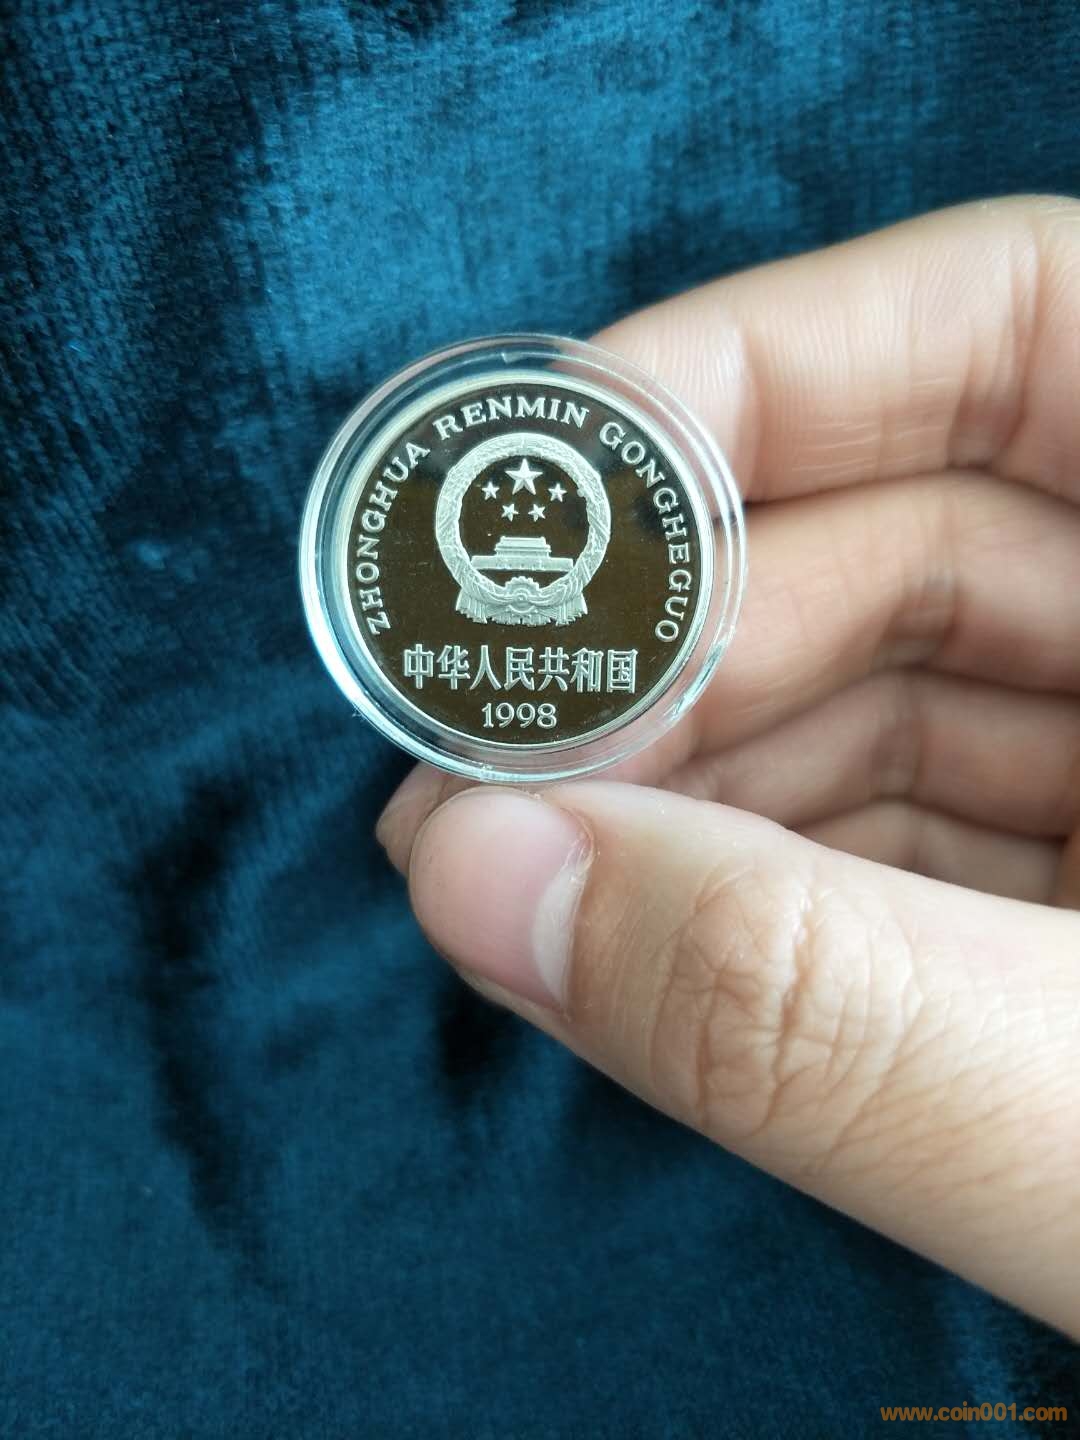 ZHONGHUA RENMIN GONGHEGUO
中华人民共和国
1998
www.coin001.com